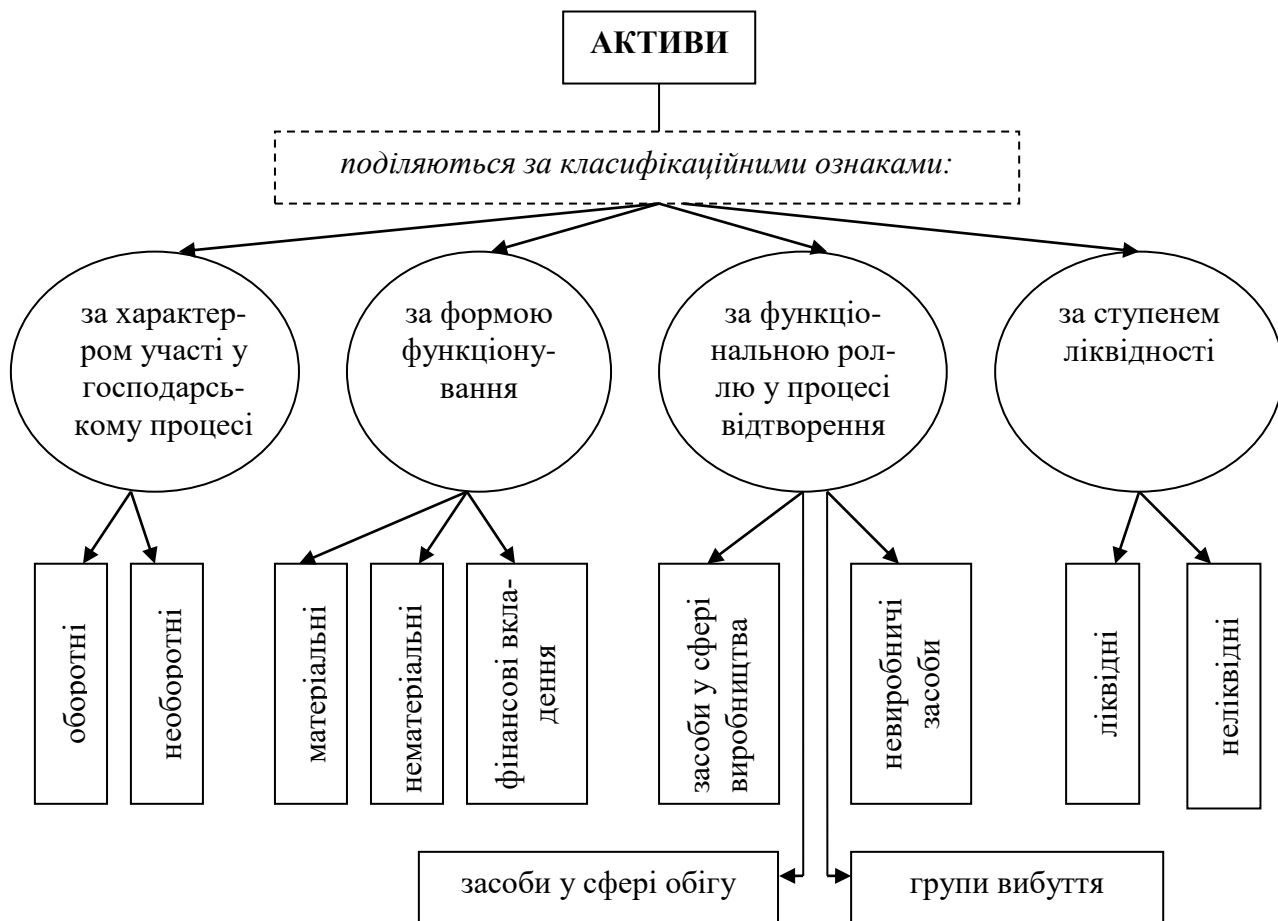 АКТИВИ
поділяються за класифікаційними ознаками:
за характер-
ром участі у
господарсь-
кому процесі
за формою
функціону-
вання
за функціо-
нальною рол-
лю у процесі
відтворення
за ступенем
ліквідності
оборотні
необоротні
матеріальні
нематеріальні
фінансові вкла-
дення
засоби у сфері
виробництва
невиробничі
засоби
ліквідні
неліквідні
засоби у сфері обігу
групи вибуття